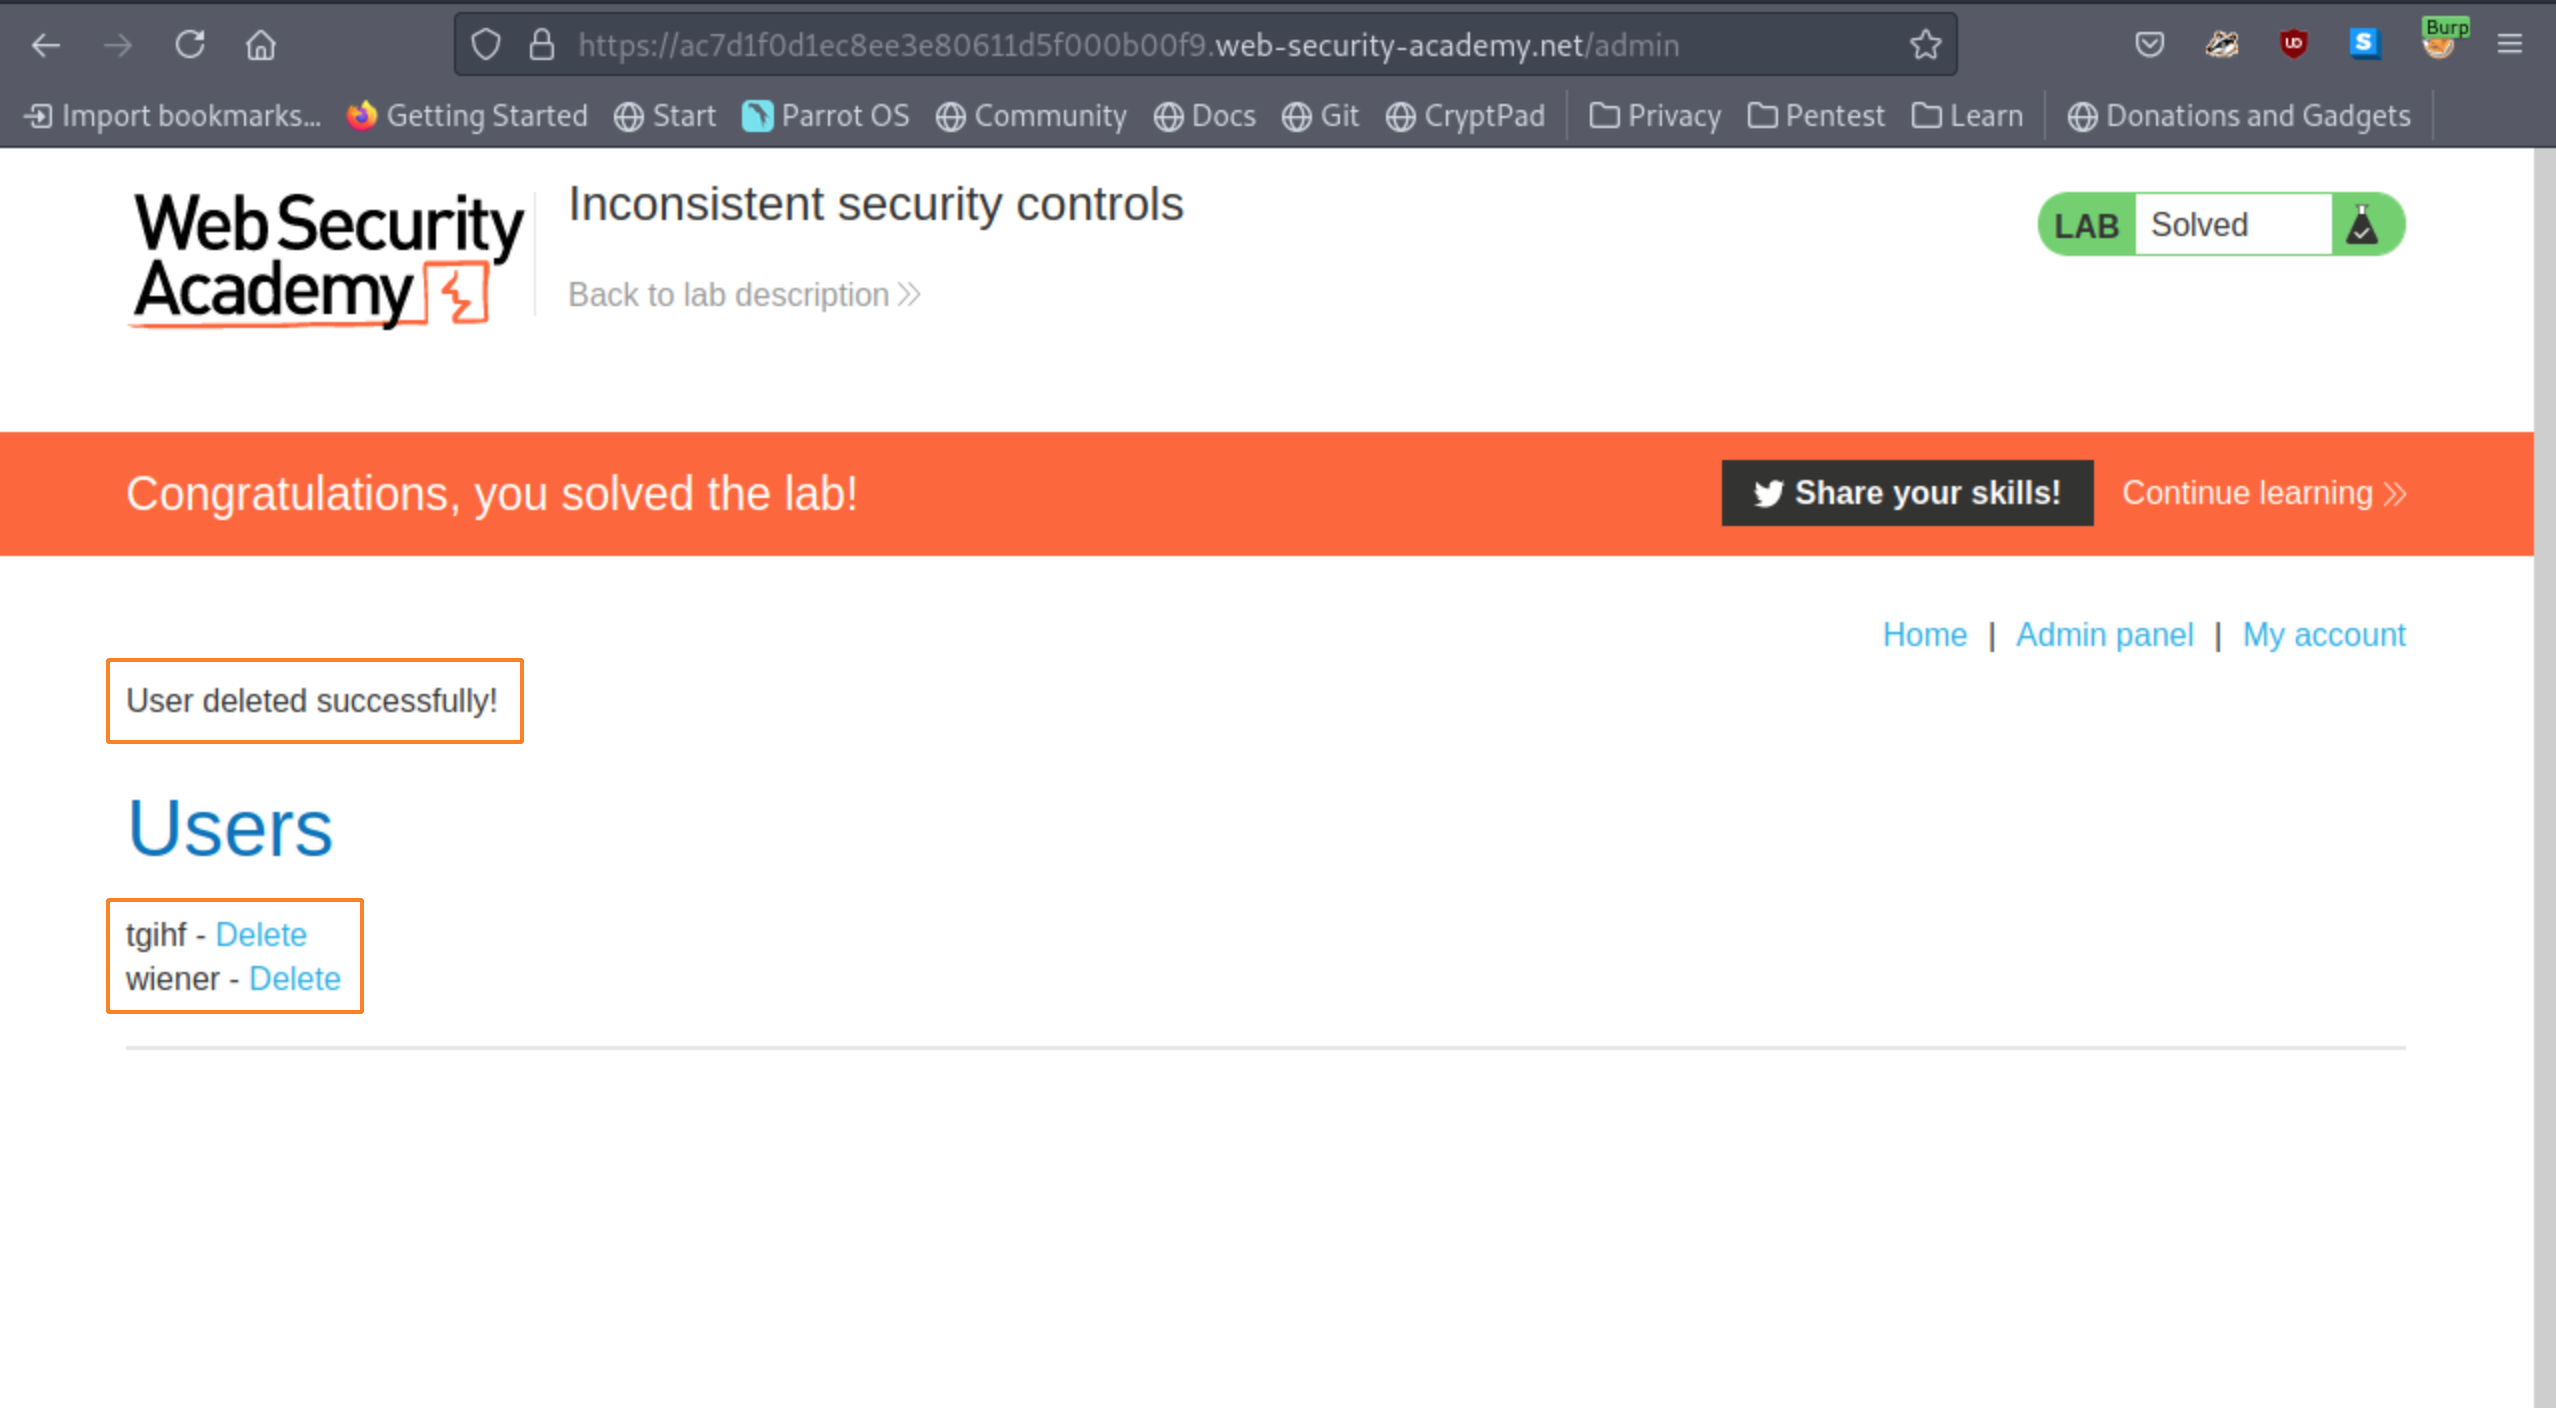 Burp
https://ac7d1f0d1ec8ee3e80611d5f000b00f9.web-security-academy.net/admin
Import bookmarks... Getting Started Start Parrot OS Community Docs Git CryptPad Privacy Pentest Learn Donations and Gadgets
Web Security
Academy
Inconsistent security controls
Back to lab description
LAB Solved
Congratulations, you solved the lab!
Share your skills! Continue learning
Home | Admin panel | My account
User deleted successfully!
Users
tgihf - Delete
wiener - Delete